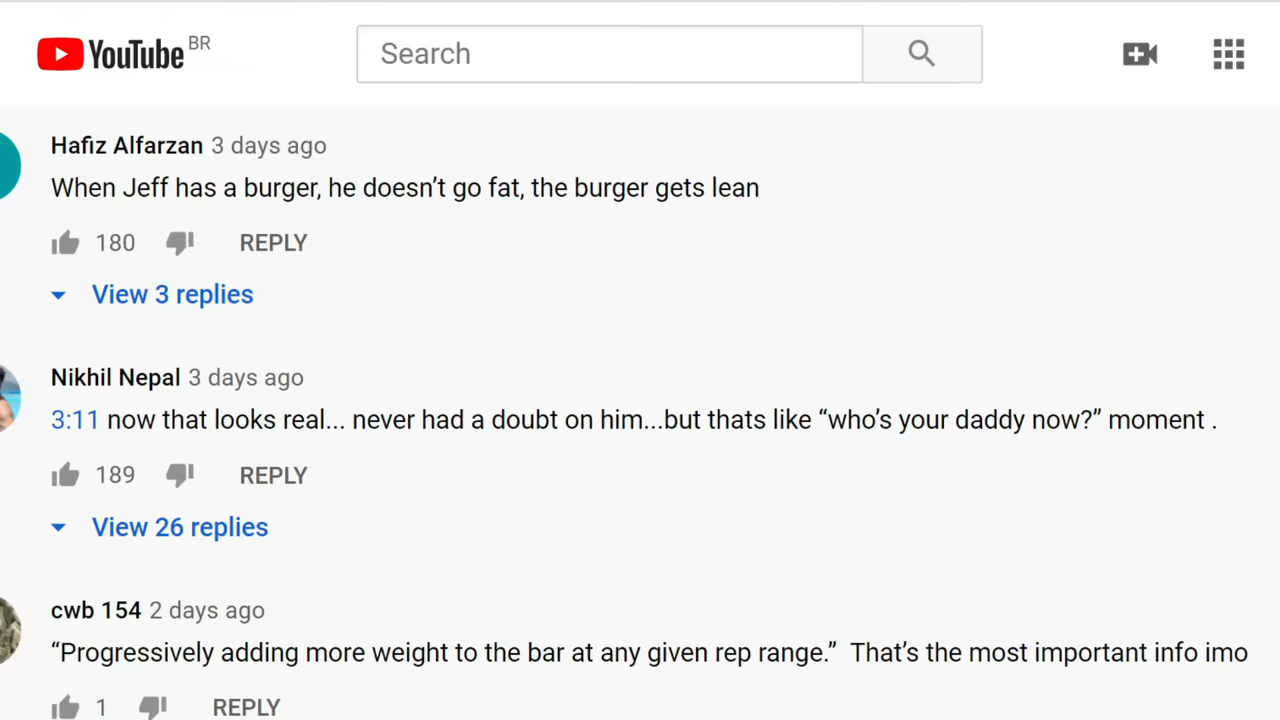 YouTube BR
Search
Hafiz Alfarzan 3 days ago
When Jeff has a burger, he doesn’t go fat, the burger gets lean
180 REPLY
View 3 replies
Nikhil Nepal 3 days ago
3:11 now that looks real... never had a doubt on him...but thats like “who’s your daddy now?” moment .
189 REPLY
View 26 replies
cwb 154 2 days ago
“Progressively adding more weight to the bar at any given rep range.”  That’s the most important info imo
1 REPLY